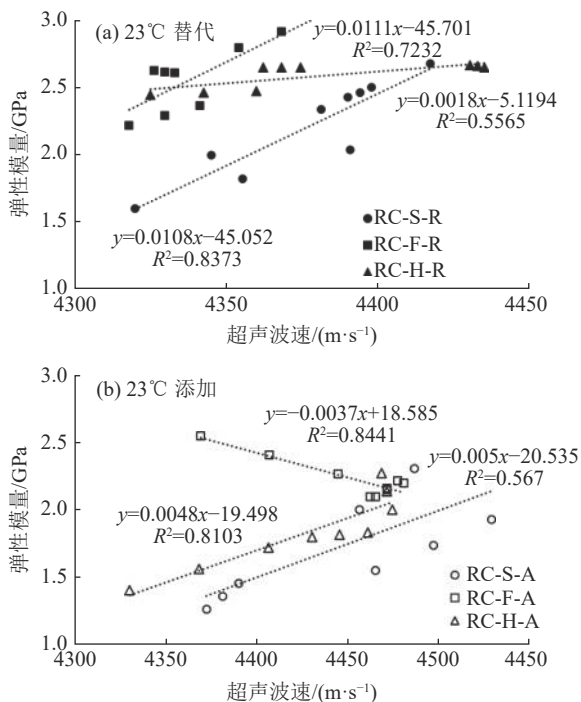 (a) 23℃ 替代
3.0
2.5
2.0
1.5
1.0
弹性模量/GPa
y=0.0111x−45.701
R²=0.7232
y=0.0018x−5.1194
R²=0.5565
y=0.0108x−45.052
R²=0.8373
RC-S-R
RC-F-R
RC-H-R
4300 4350 4400 4450
超声波速/(m·s⁻¹)
(b) 23℃ 添加
3.0
2.5
2.0
1.5
1.0
弹性模量/GPa
y=−0.0037x+18.585
R²=0.8441
y=0.005x−20.535
R²=0.567
y=0.0048x−19.498
R²=0.8103
RC-S-A
RC-F-A
RC-H-A
4300 4350 4400 4450 4500 4450
超声波速/(m·s⁻¹)